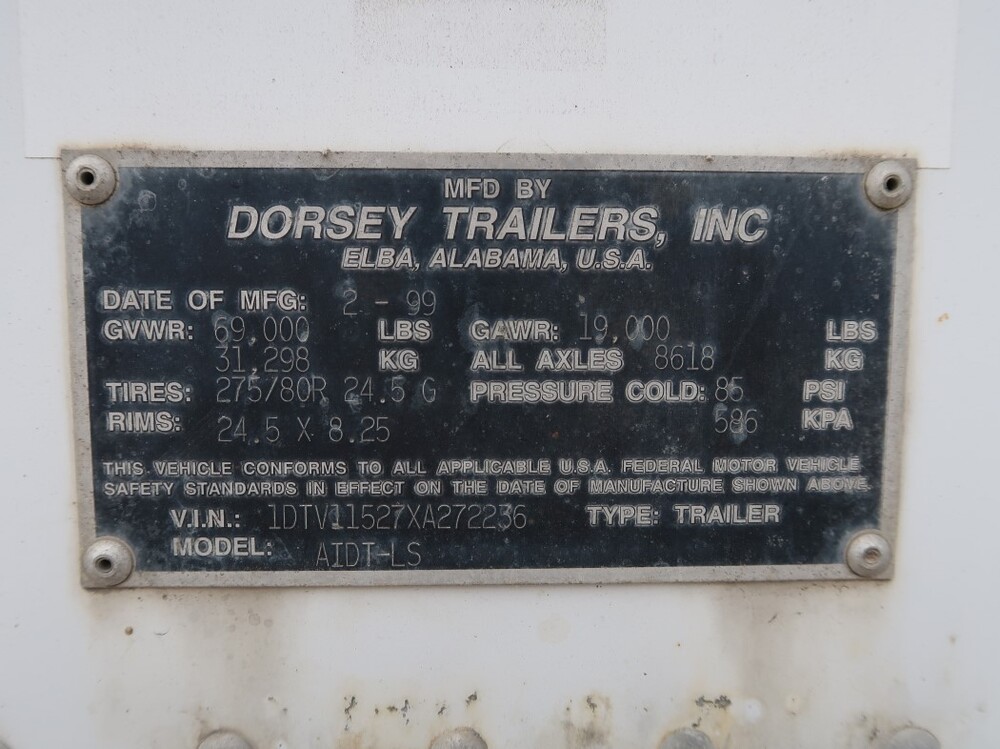 MFD BY
DORSEY TRAILERS, INC
ELBA, ALABAMA, U.S.A.
DATE OF MFG: 2 - 99
GVWR: 69,000 LBS GAWR: 19,000 LBS
31,298 KG ALL AXLES 8618 KG
TIRES: 275/80R 24.5 G PRESSURE COLD: 85 PSI
RIMS: 24.5 X 8.25 586 KPA
THIS VEHICLE CONFORMS TO ALL APPLICABLE U.S.A. FEDERAL MOTOR VEHICLE
SAFETY STANDARDS IN EFFECT ON THE DATE OF MANUFACTURE SHOWN ABOVE.
V.I.N.: 1DTV11527XA272236 TYPE: TRAILER
MODEL: AIDT-LS